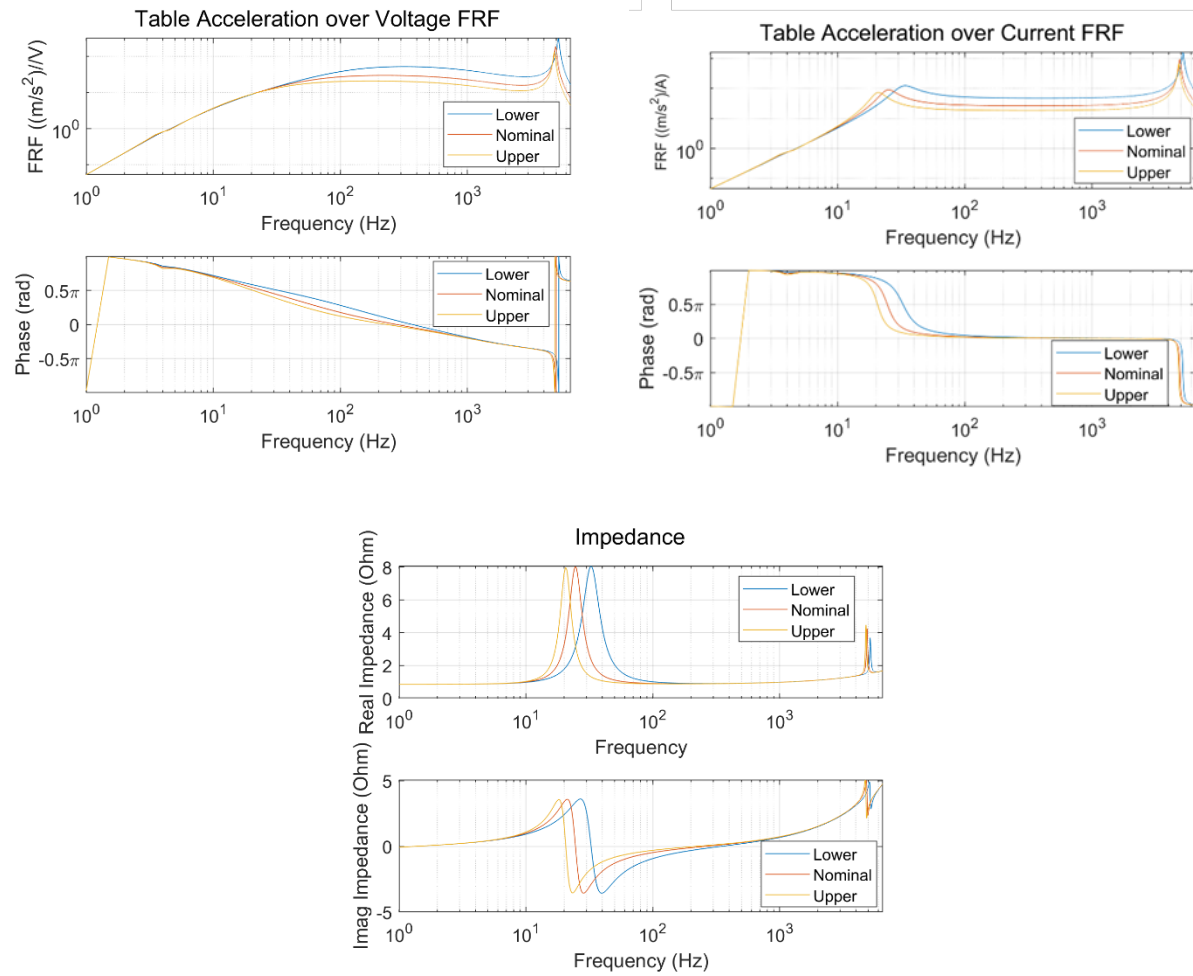 Table Acceleration over Voltage FRF
FRF ((m/s²)//V)
10⁰
Lower
Nominal
Upper
10⁰ 10¹ 10² 10³
Frequency (Hz)
Phase (rad)
0.5π
0
-0.5π
Lower
Nominal
Upper
10⁰ 10¹ 10² 10³
Frequency (Hz)
Table Acceleration over Current FRF
FRF ((m/s²)/A)
10⁰
Lower
Nominal
Upper
10⁰ 10¹ 10² 10³
Frequency (Hz)
Phase (rad)
0.5π
0
-0.5π
Lower
Nominal
Upper
10⁰ 10¹ 10² 10³
Frequency (Hz)
Impedance
Real Impedance (Ohm)
8
6
4
2
0
Lower
Nominal
Upper
10⁰ 10¹ 10² 10³
Frequency
Imag Impedance (Ohm)
5
0
-5
Lower
Nominal
Upper
10⁰ 10¹ 10² 10³
Frequency (Hz)